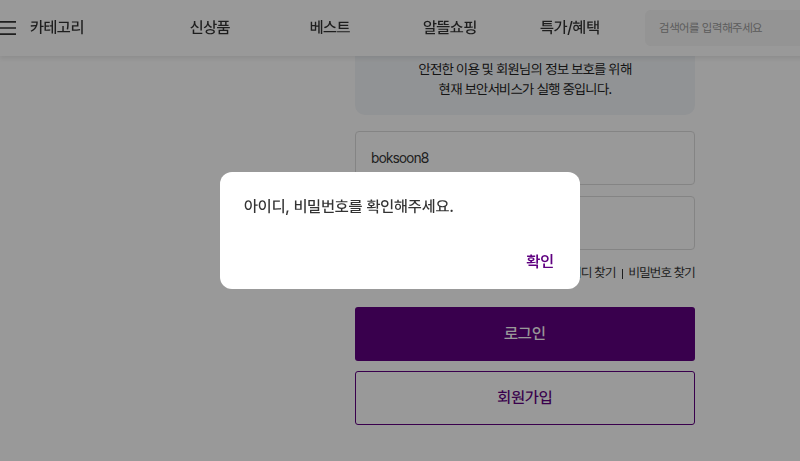 카테고리
신상품
베스트
알뜰쇼핑
특가/혜택
검색어를 입력해주세요
안전한 이용 및 회원님의 정보 보호를 위해
현재 보안서비스가 실행 중입니다.
boksoon8
아이디, 비밀번호를 확인해주세요.
확인
디 찾기 | 비밀번호 찾기
로그인
회원가입